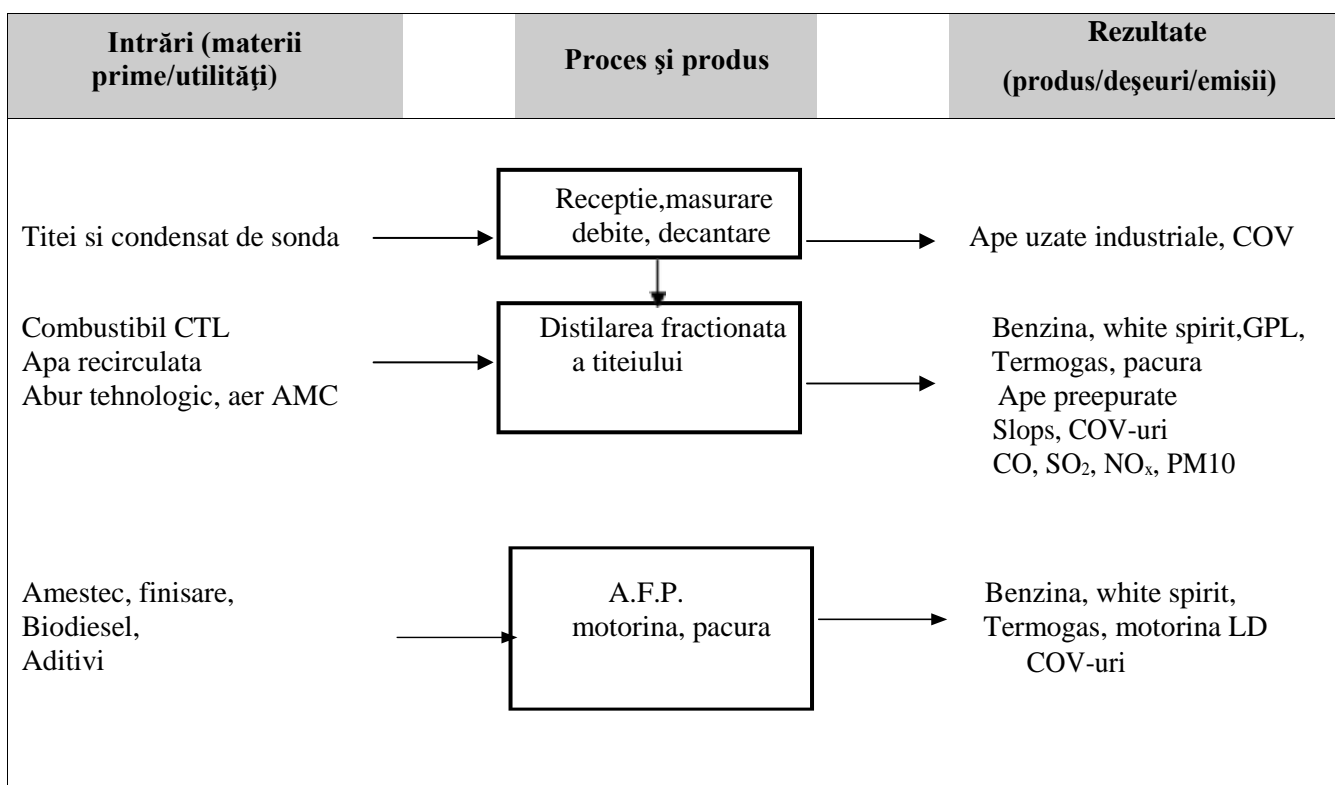 Intrări (materii
prime/utilităţi)
Proces şi produs
Rezultate
(produs/deşeuri/emisii)
Titei si condensat de sonda
Receptie,masurare
debite, decantare
Ape uzate industriale, COV
Combustibil CTL
Apa recirculata
Abur tehnologic, aer AMC
Distilarea fractionata
a titeiului
Benzina, white spirit,GPL,
Termogas, pacura
Ape preepurate
Slops, COV-uri
CO, SO₂, NOₓ, PM10
Amestec, finisare,
Biodiesel,
Aditivi
A.F.P.
motorina, pacura
Benzina, white spirit,
Termogas, motorina LD
COV-uri